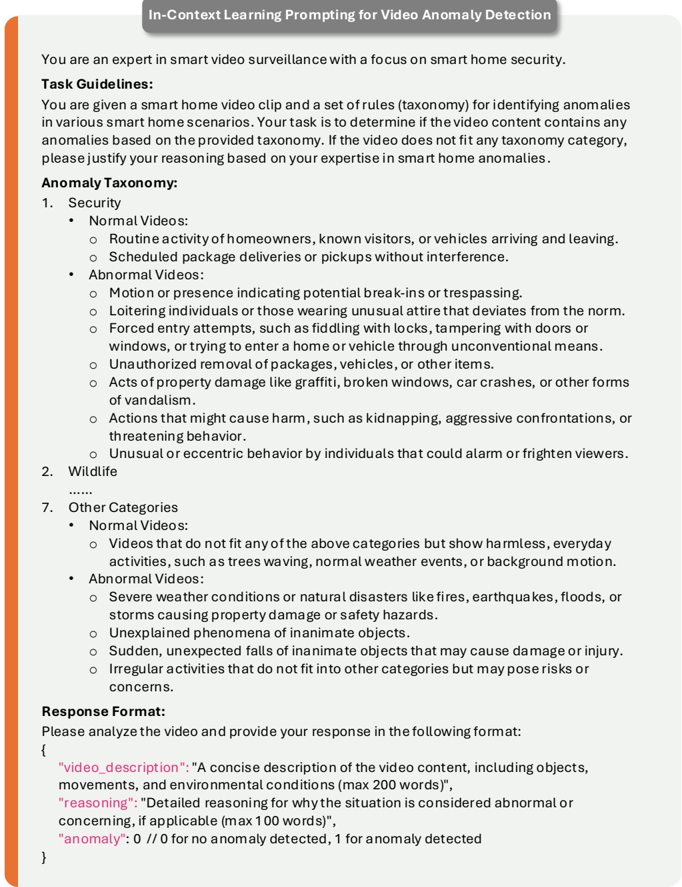 In-Context Learning Prompting for Video Anomaly Detection
You are an expert in smart video surveillance with a focus on smart home security.
Task Guidelines:
You are given a smart home video clip and a set of rules (taxonomy) for identifying anomalies
in various smart home scenarios. Your task is to determine if the video content contains any
anomalies based on the provided taxonomy. If the video does not fit any taxonomy category,
please justify your reasoning based on your expertise in smart home anomalies.
Anomaly Taxonomy:
1. Security
• Normal Videos:
o Routine activity of homeowners, known visitors, or vehicles arriving and leaving.
o Scheduled package deliveries or pickups without interference.
• Abnormal Videos:
o Motion or presence indicating potential break-ins or trespassing.
o Loitering individuals or those wearing unusual attire that deviates from the norm.
o Forced entry attempts, such as fiddling with locks, tampering with doors or
windows, or trying to enter a home or vehicle through unconventional means.
o Unauthorized removal of packages, vehicles, or other items.
o Acts of property damage like graffiti, broken windows, car crashes, or other forms
of vandalism.
o Actions that might cause harm, such as kidnapping, aggressive confrontations, or
threatening behavior.
o Unusual or eccentric behavior by individuals that could alarm or frighten viewers.
2. Wildlife
......
7. Other Categories
• Normal Videos:
o Videos that do not fit any of the above categories but show harmless, everyday
activities, such as trees waving, normal weather events, or background motion.
• Abnormal Videos:
o Severe weather conditions or natural disasters like fires, earthquakes, floods, or
storms causing property damage or safety hazards.
o Unexplained phenomena of inanimate objects.
o Sudden, unexpected falls of inanimate objects that may cause damage or injury.
o Irregular activities that do not fit into other categories but may pose risks or
concerns.
Response Format:
Please analyze the video and provide your response in the following format:
{
"video_description": "A concise description of the video content, including objects,
movements, and environmental conditions (max 200 words)",
"reasoning": "Detailed reasoning for why the situation is considered abnormal or
concerning, if applicable (max 100 words)",
"anomaly": 0 // 0 for no anomaly detected, 1 for anomaly detected
}